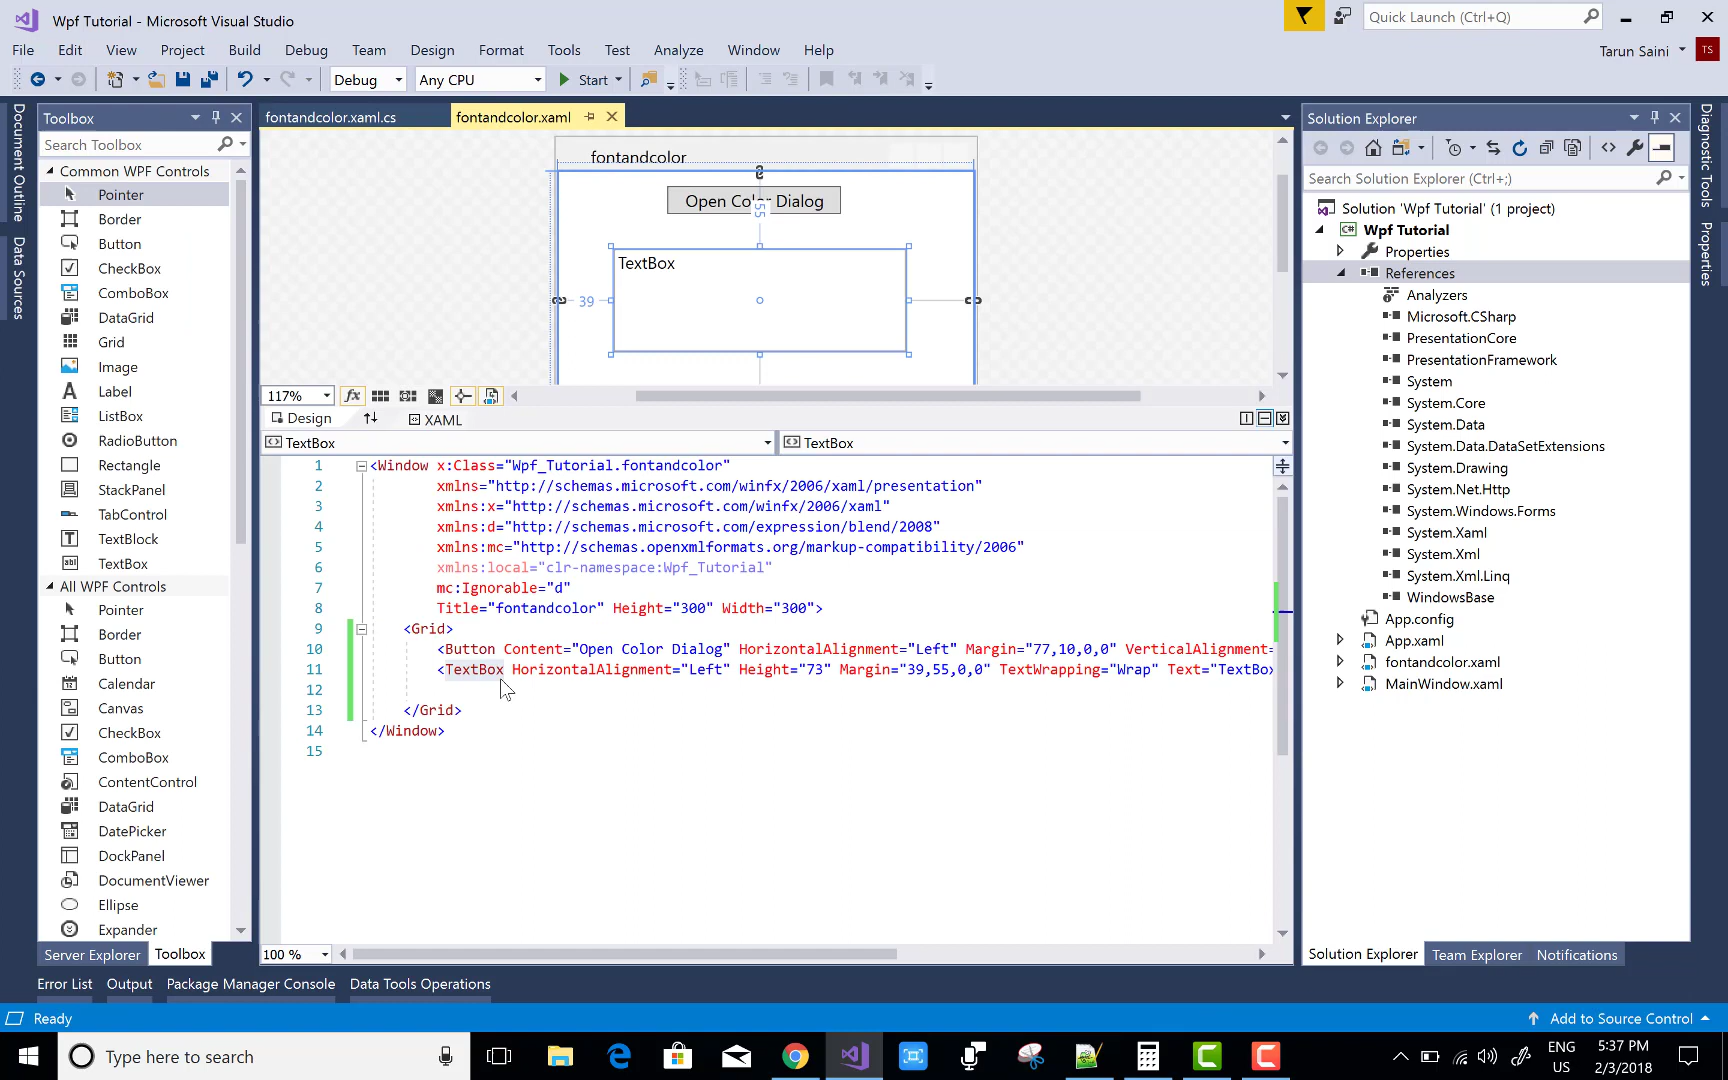 Wpf Tutorial - Microsoft Visual Studio
Quick Launch (Ctrl+Q)
File Edit View Project Build Debug Team Design Format Tools Test Analyze Window Help
Tarun Saini TS
Debug Any CPU Start
Document Outline
Data Sources
Toolbox
Search Toolbox
Common WPF Controls
Pointer
Border
Button
CheckBox
ComboBox
DataGrid
Grid
Image
Label
ListBox
RadioButton
Rectangle
StackPanel
TabControl
TextBlock
TextBox
All WPF Controls
Pointer
Border
Button
Calendar
Canvas
CheckBox
ComboBox
ContentControl
DataGrid
DatePicker
DockPanel
DocumentViewer
Ellipse
Expander
Server Explorer Toolbox
fontandcolor.xaml.cs fontandcolor.xaml
fontandcolor
Open Color Dialog
55
TextBox
39
117% fx
Design XAML
TextBox TextBox
1 <Window x:Class="Wpf_Tutorial.fontandcolor"
2 xmlns="http://schemas.microsoft.com/winfx/2006/xaml/presentation"
3 xmlns:x="http://schemas.microsoft.com/winfx/2006/xaml"
4 xmlns:d="http://schemas.microsoft.com/expression/blend/2008"
5 xmlns:mc="http://schemas.openxmlformats.org/markup-compatibility/2006"
6 xmlns:local="clr-namespace:Wpf_Tutorial"
7 mc:Ignorable="d"
8 Title="fontandcolor" Height="300" Width="300">
9 <Grid>
10 <Button Content="Open Color Dialog" HorizontalAlignment="Left" Margin="77,10,0,0" VerticalAlignment=
11 <TextBox HorizontalAlignment="Left" Height="73" Margin="39,55,0,0" TextWrapping="Wrap" Text="TextBox
12
13 </Grid>
14 </Window>
15
100 %
Solution Explorer
Search Solution Explorer (Ctrl+;)
Solution 'Wpf Tutorial' (1 project)
C# Wpf Tutorial
Properties
References
Analyzers
Microsoft.CSharp
PresentationCore
PresentationFramework
System
System.Core
System.Data
System.Data.DataSetExtensions
System.Drawing
System.Net.Http
System.Windows.Forms
System.Xaml
System.Xml
System.Xml.Linq
WindowsBase
App.config
App.xaml
fontandcolor.xaml
MainWindow.xaml
Solution Explorer Team Explorer Notifications
Diagnostic Tools
Properties
Error List Output Package Manager Console Data Tools Operations
Ready
Add to Source Control
Type here to search
ENG
US
5:37 PM
2/3/2018